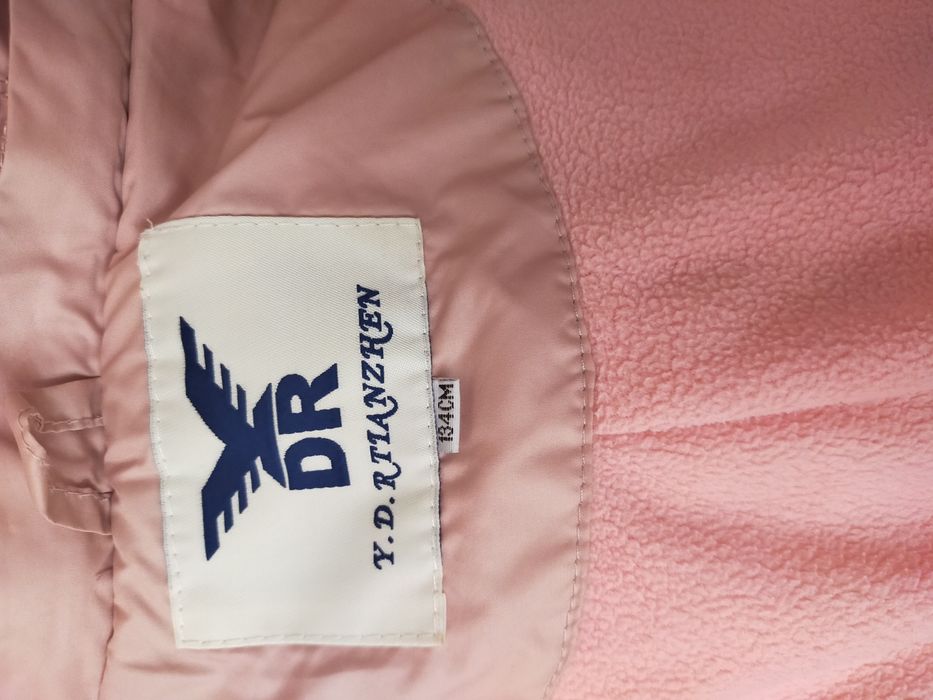 DR
Y.D.RTIANZHEN
134CM